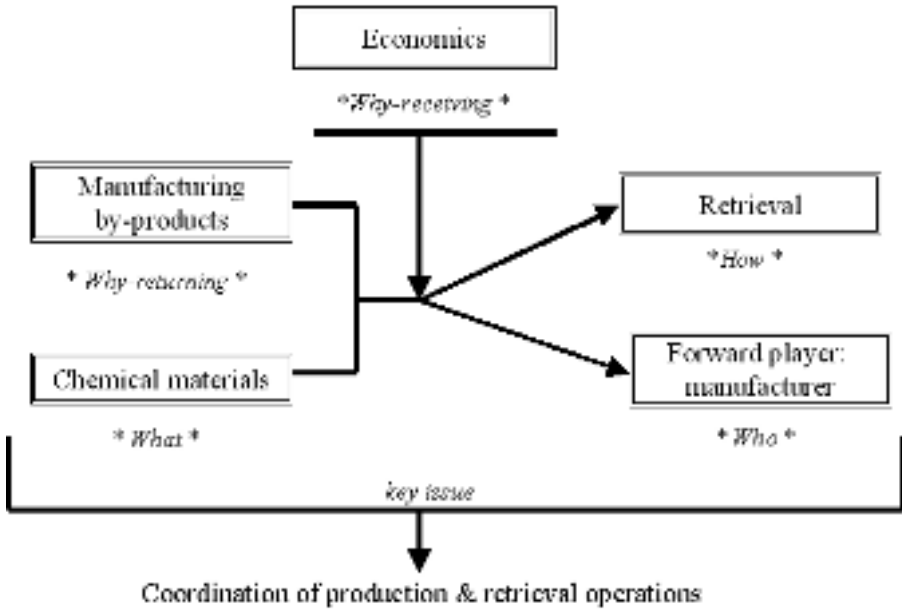 Economics
*Why-receiving *
Manufacturing
by-products
* Why-returning *
Chemical materials
* What *
Retrieval
* How *
Forward player:
manufacturer
* Who *
key issue
Coordination of production & retrieval operations